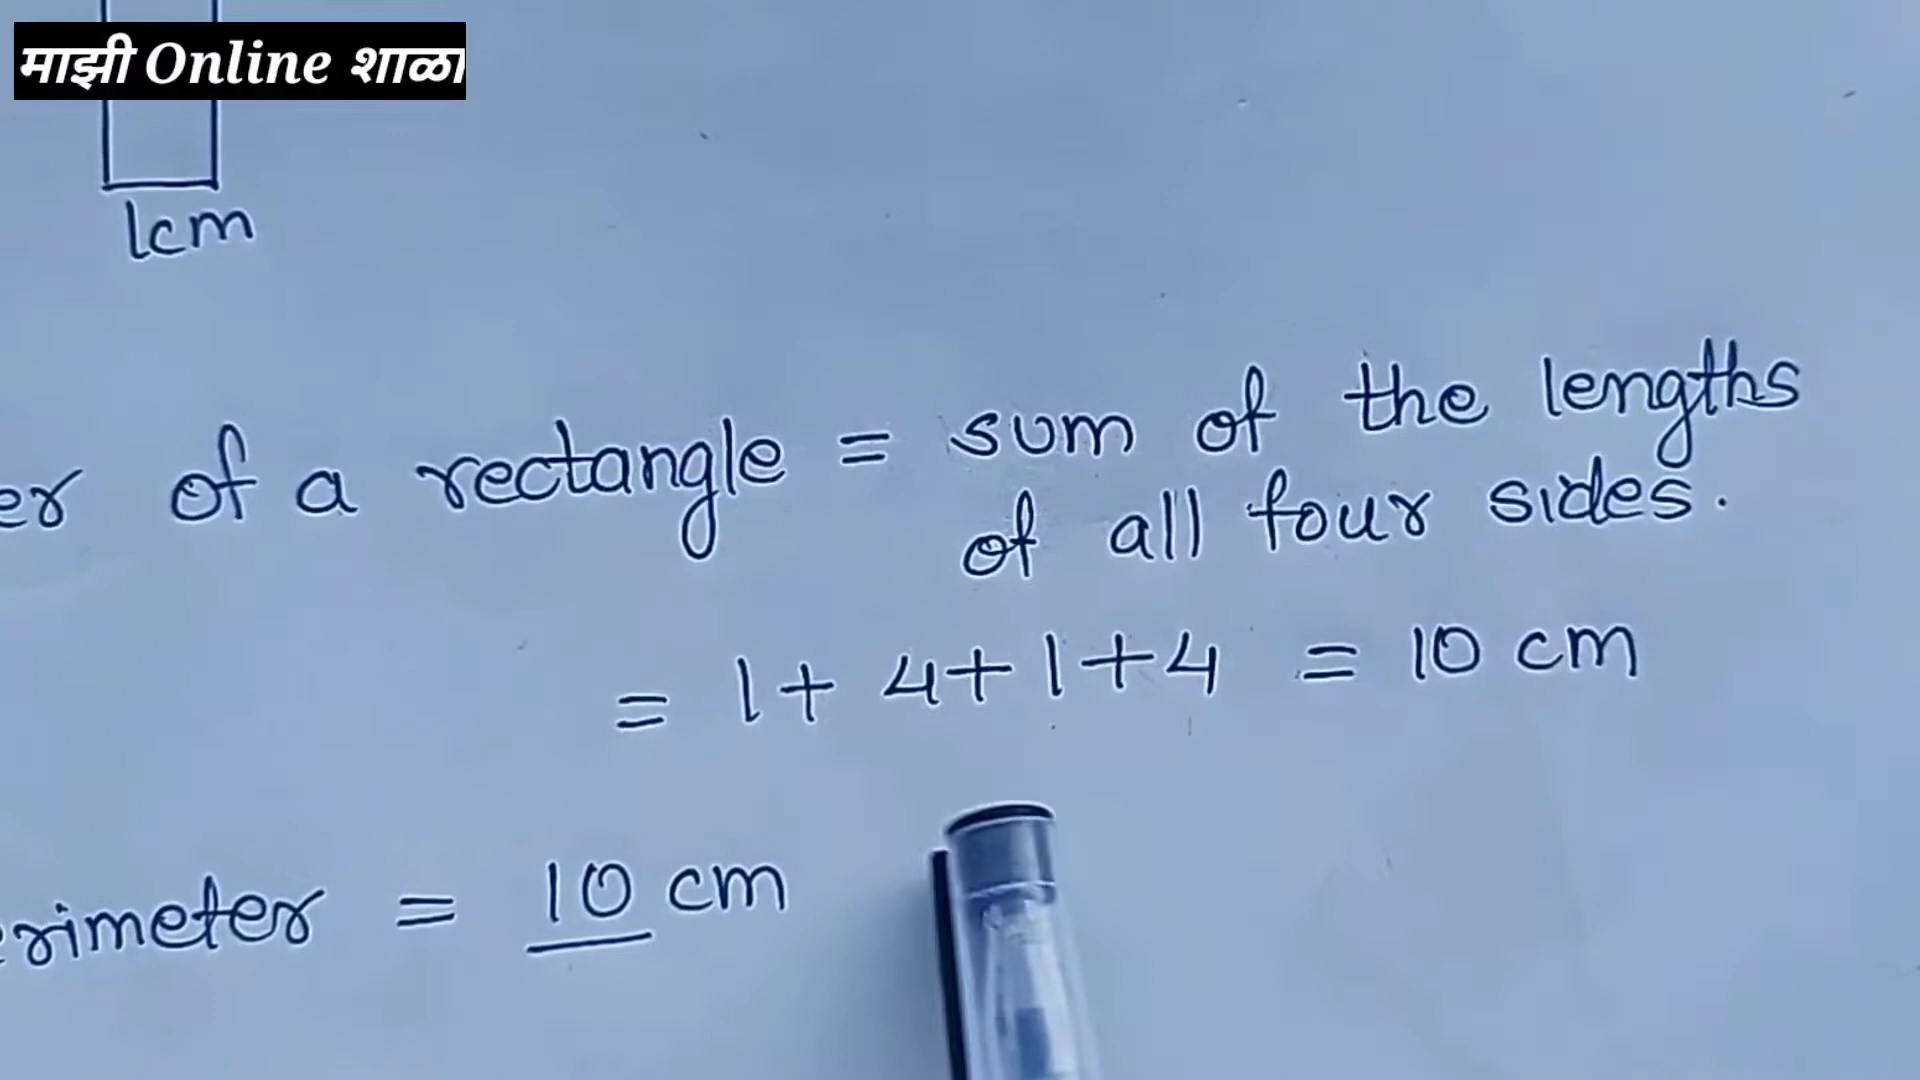 माझी Online शाळा
1cm
er of a rectangle = sum of the lengths
of all four sides.
= 1 + 4 + 1 + 4 = 10 cm
erimeter = 10 cm